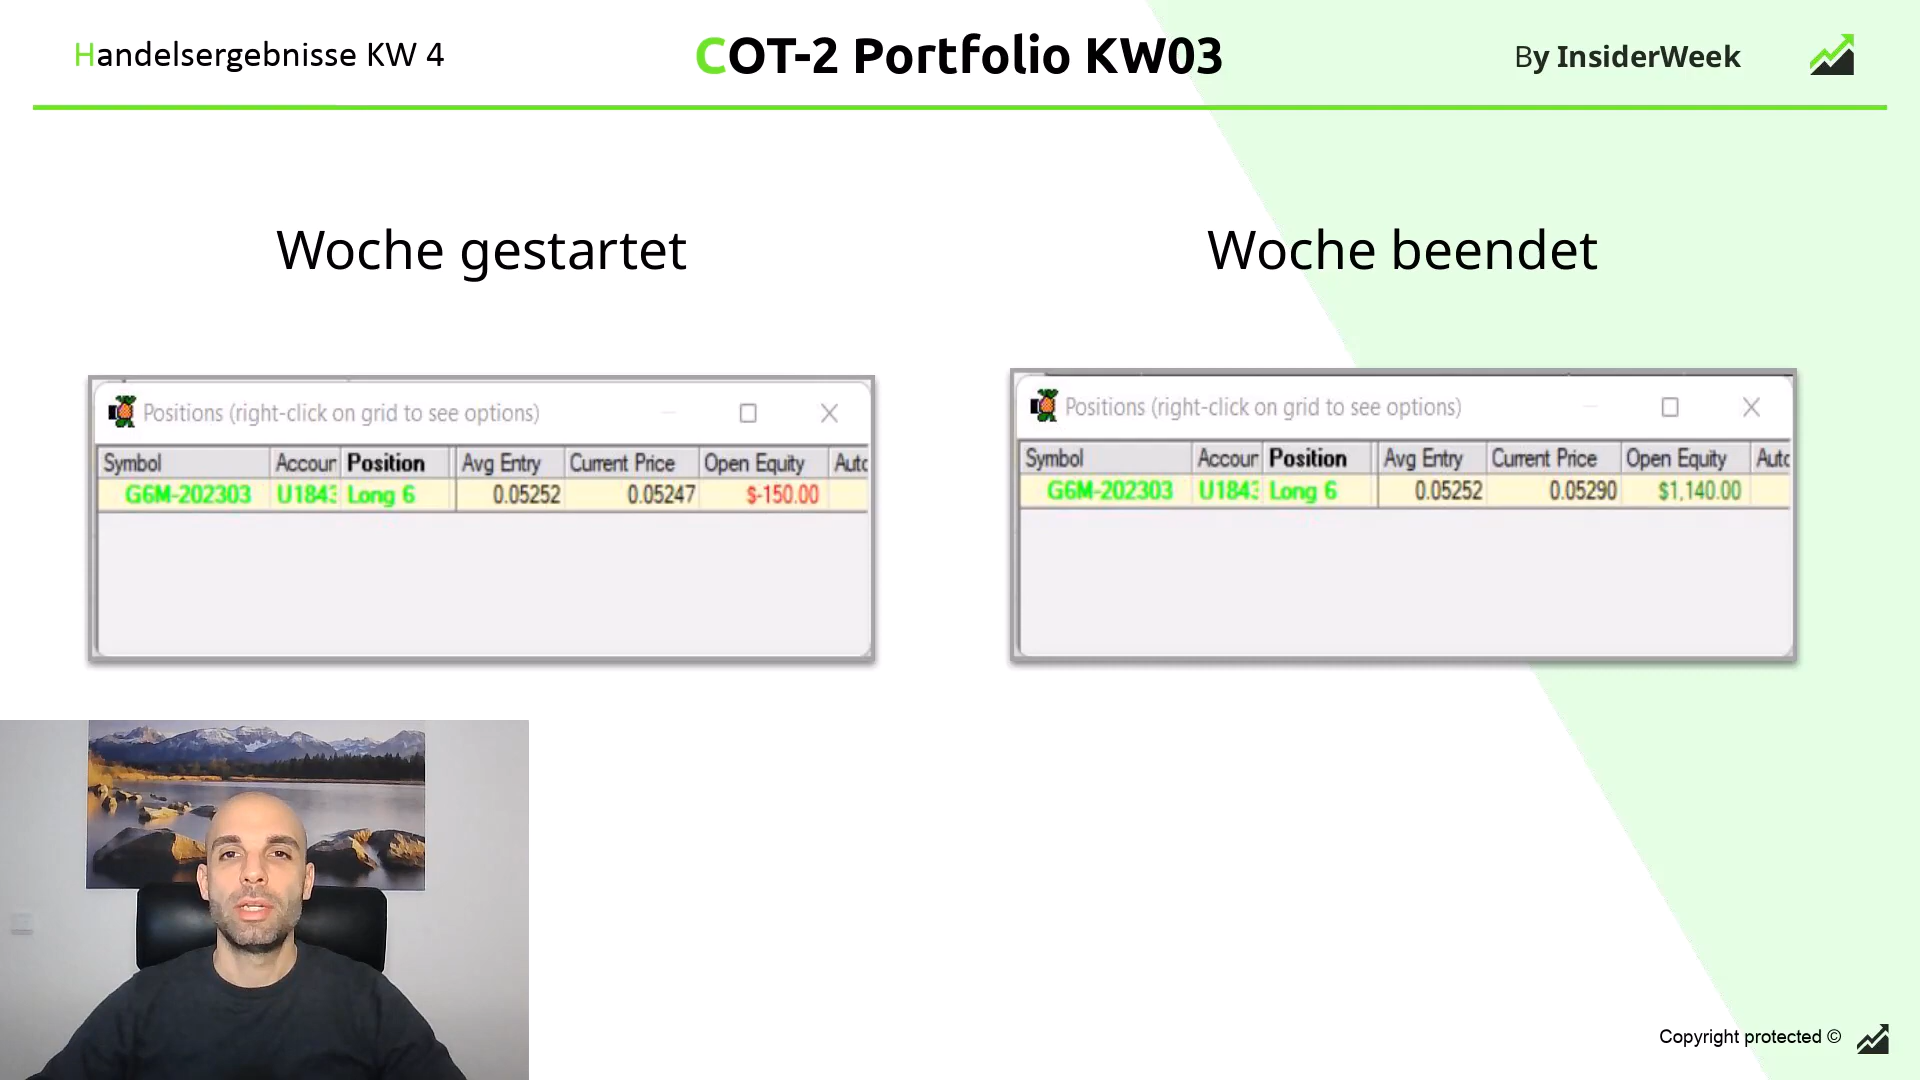 Handelsergebnisse KW 4
COT-2 Portfolio KW03
By InsiderWeek
Woche gestartet
Positions (right-click on grid to see options)
Symbol Accour Position Avg Entry Current Price Open Equity Autc
G6M-202303 U1843 Long 6 0.05252 0.05247 $-150.00
Woche beendet
Positions (right-click on grid to see options)
Symbol Accour Position Avg Entry Current Price Open Equity Autc
G6M-202303 U1843 Long 6 0.05252 0.05290 $1,140.00
Copyright protected ©